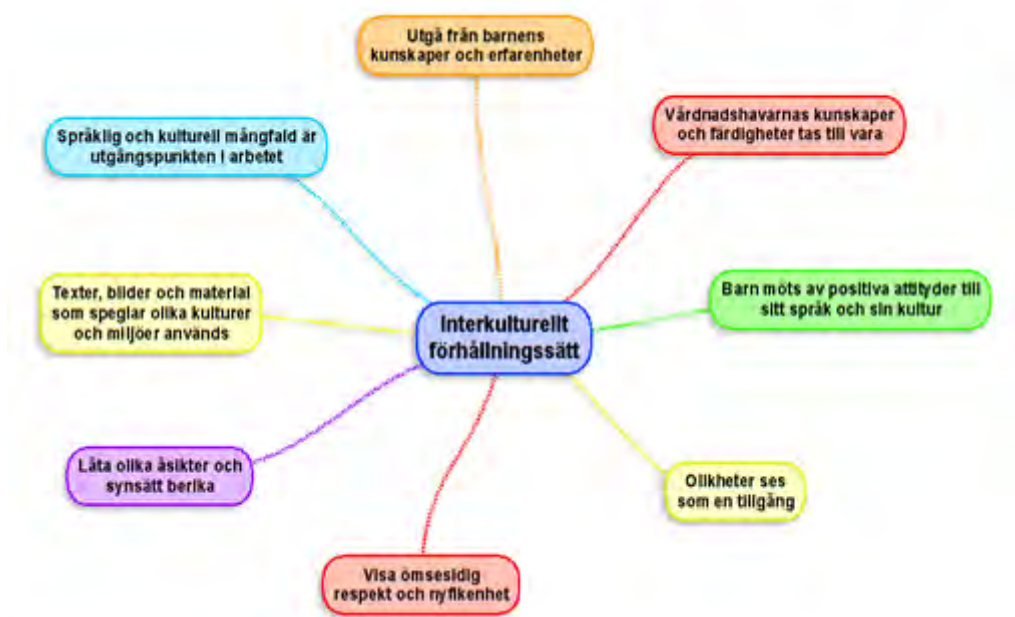 Utgå från barnens
kunskaper och erfarenheter
Vårdnadshavarnas kunskaper
och färdigheter tas till vara
Språklig och kulturell mångfald är
utgångspunkten i arbetet
Barn möts av positiva attityder till
sitt språk och sin kultur
Texter, bilder och material
som speglar olika kulturer
och miljöer används
Interkulturellt
förhållningssätt
Låta olika åsikter och
synsätt berika
Olikheter ses
som en tillgång
Visa ömsesidig
respekt och nyfikenhet